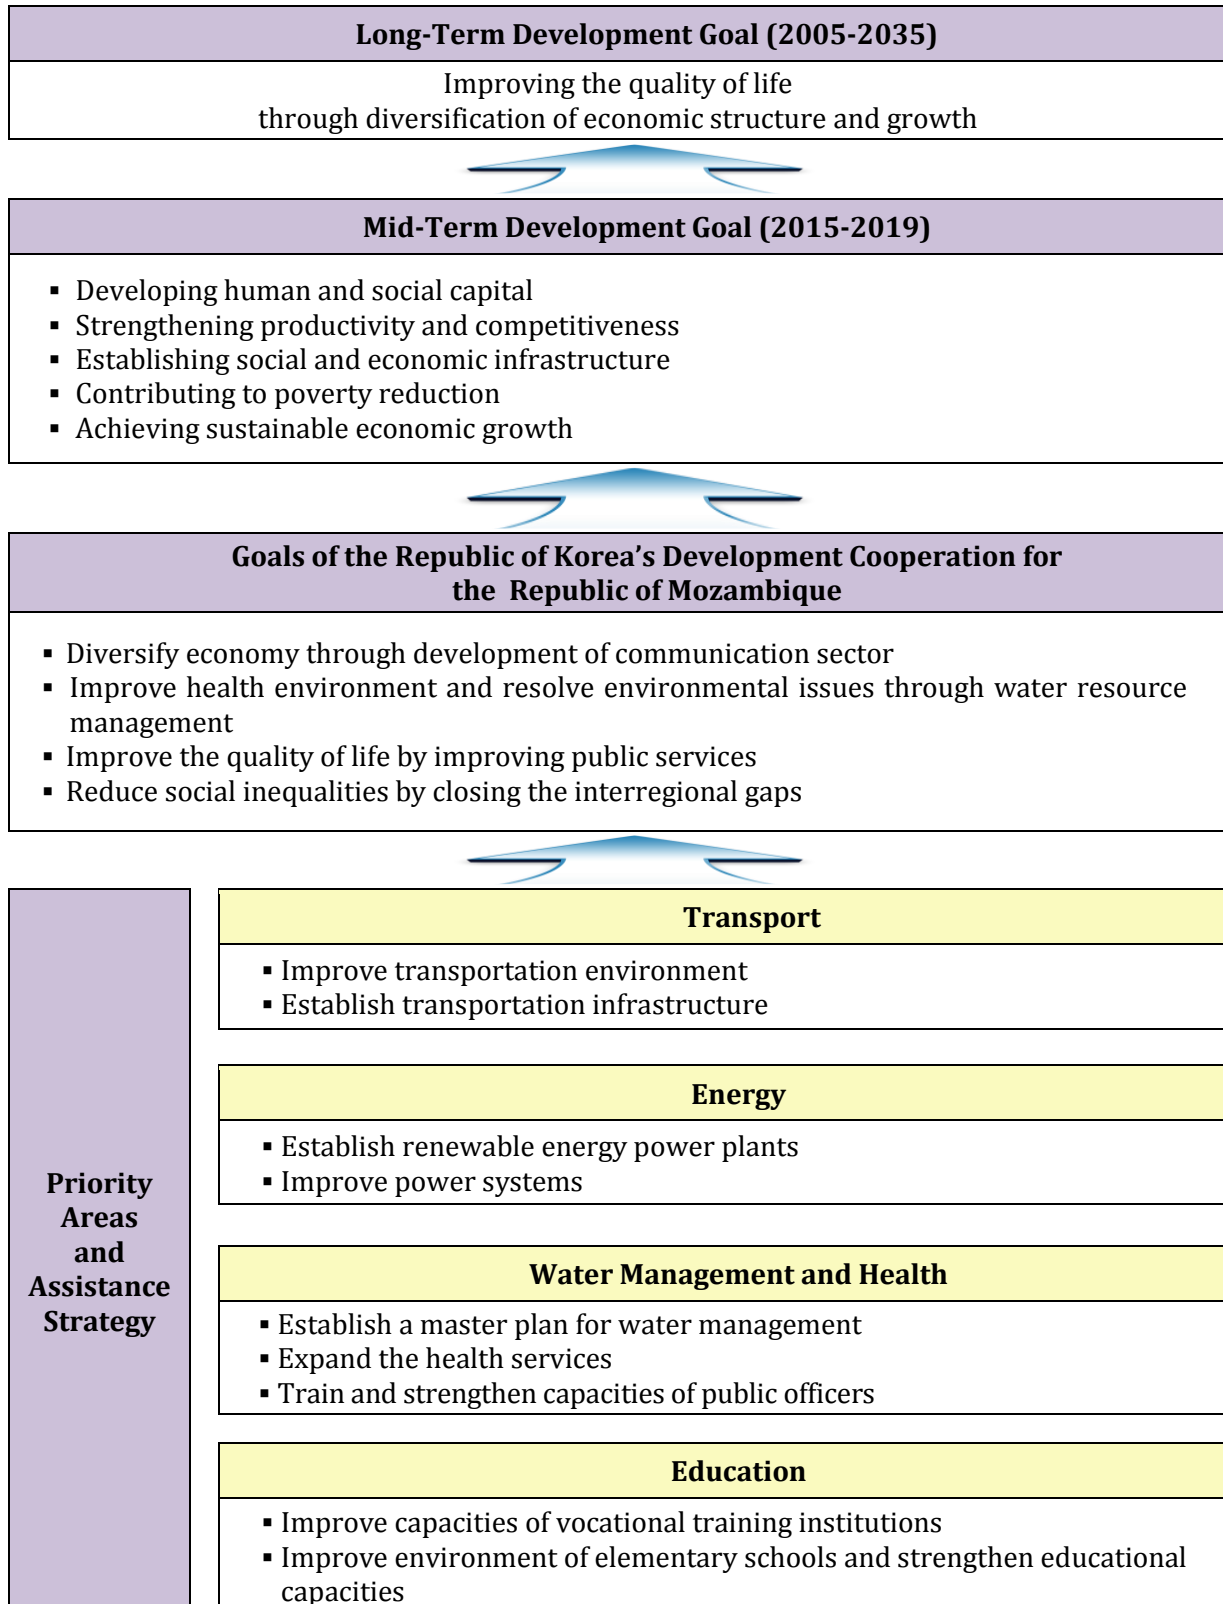 Long-Term Development Goal (2005-2035)
Improving the quality of life
through diversification of economic structure and growth
Mid-Term Development Goal (2015-2019)
▪ Developing human and social capital
▪ Strengthening productivity and competitiveness
▪ Establishing social and economic infrastructure
▪ Contributing to poverty reduction
▪ Achieving sustainable economic growth
Goals of the Republic of Korea’s Development Cooperation for
the Republic of Mozambique
▪ Diversify economy through development of communication sector
▪ Improve health environment and resolve environmental issues through water resource
management
▪ Improve the quality of life by improving public services
▪ Reduce social inequalities by closing the interregional gaps
Priority
Areas
and
Assistance
Strategy
Transport
▪ Improve transportation environment
▪ Establish transportation infrastructure
Energy
▪ Establish renewable energy power plants
▪ Improve power systems
Water Management and Health
▪ Establish a master plan for water management
▪ Expand the health services
▪ Train and strengthen capacities of public officers
Education
▪ Improve capacities of vocational training institutions
▪ Improve environment of elementary schools and strengthen educational
capacities